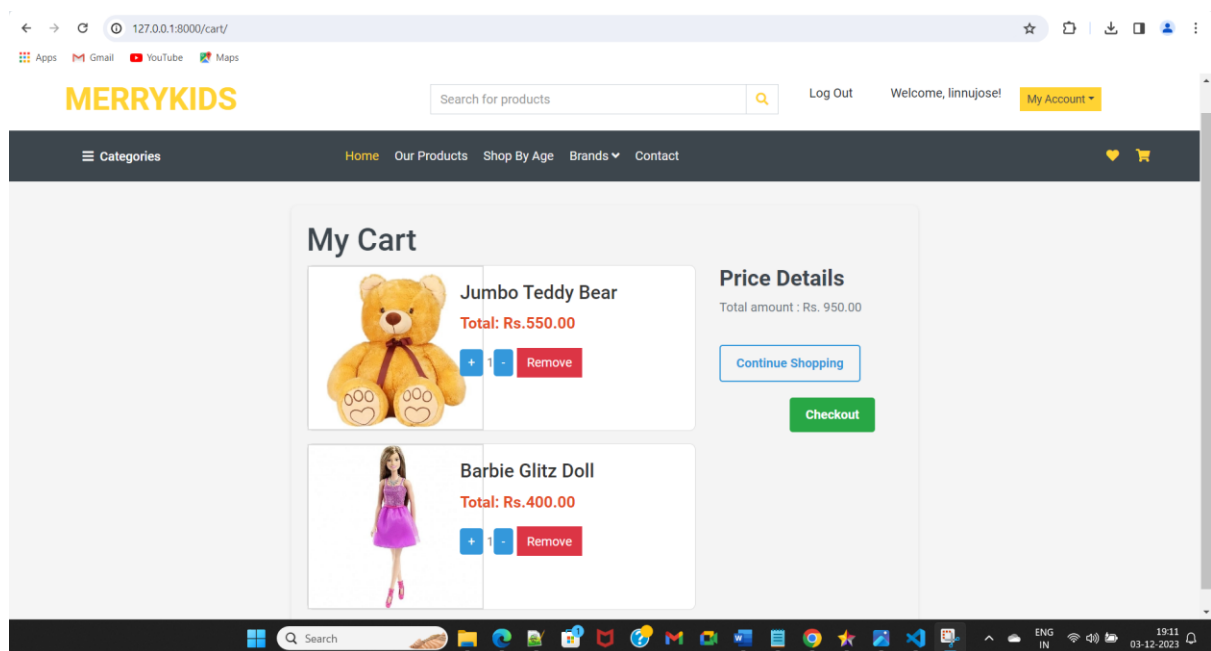 127.0.0.1:8000/cart/
Apps Gmail YouTube Maps
MERRYKIDS
Search for products
Log Out Welcome, linnujose! My Account
Categories Home Our Products Shop By Age Brands Contact
My Cart
Jumbo Teddy Bear
Total: Rs.550.00
+ 1 - Remove
Barbie Glitz Doll
Total: Rs.400.00
+ 1 - Remove
Price Details
Total amount : Rs. 950.00
Continue Shopping
Checkout
Search
ENG
IN
19:11
03-12-2023